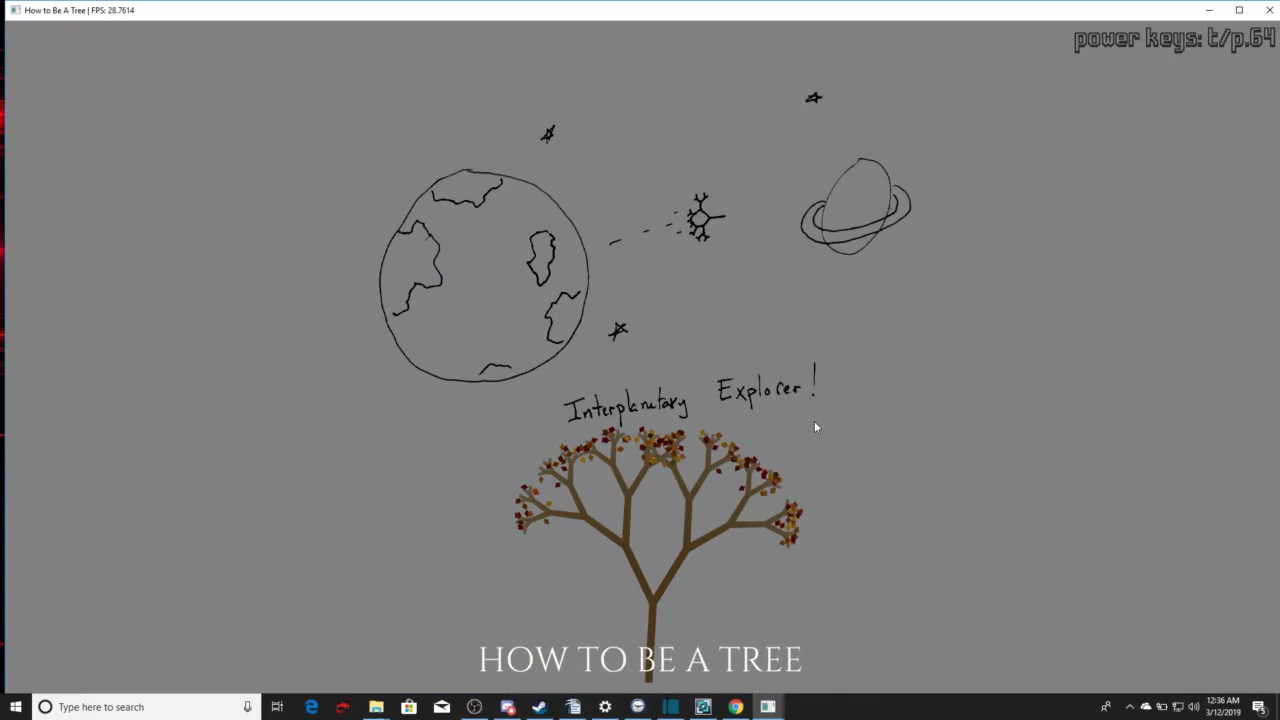 How to Be A Tree | FPS: 28.7614
power keys: t/p.64
Interplanetary Explorer!
HOW TO BE A TREE
Type here to search
12:36 AM
3/12/2019
5